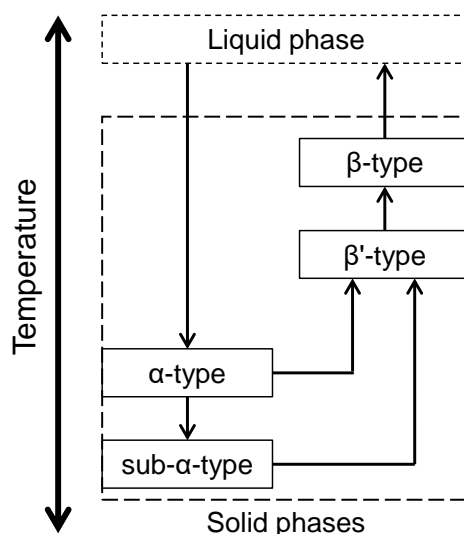 Temperature
Liquid phase
β-type
β'-type
α-type
sub-α-type
Solid phases